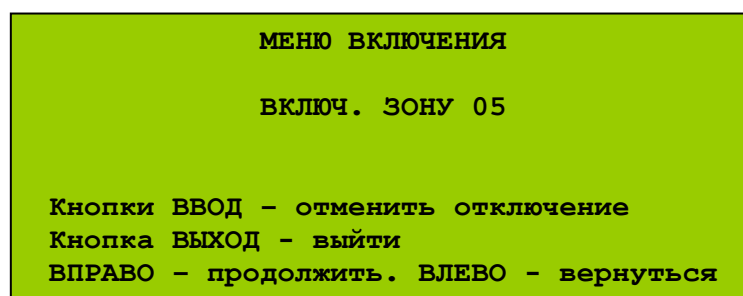 МЕНЮ ВКЛЮЧЕНИЯ
ВКЛЮЧ. ЗОНУ 05
Кнопки ВВОД – отменить отключение
Кнопка ВЫХОД - выйти
ВПРАВО – продолжить. ВЛЕВО - вернуться